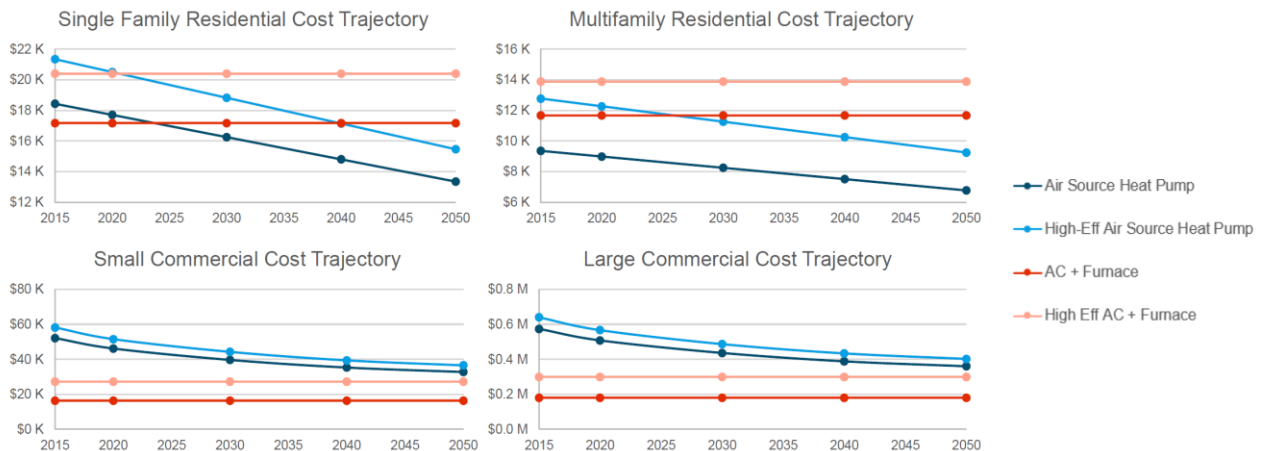 Single Family Residential Cost Trajectory
$22 K
$20 K
$18 K
$16 K
$14 K
$12 K
2015 2020 2025 2030 2035 2040 2045 2050
Multifamily Residential Cost Trajectory
$16 K
$14 K
$12 K
$10 K
$8 K
$6 K
2015 2020 2025 2030 2035 2040 2045 2050
Small Commercial Cost Trajectory
$80 K
$60 K
$40 K
$20 K
$0 K
2015 2020 2025 2030 2035 2040 2045 2050
Large Commercial Cost Trajectory
$0.8 M
$0.6 M
$0.4 M
$0.2 M
$0.0 M
2015 2020 2025 2030 2035 2040 2045 2050
Air Source Heat Pump
High-Eff Air Source Heat Pump
AC + Furnace
High Eff AC + Furnace